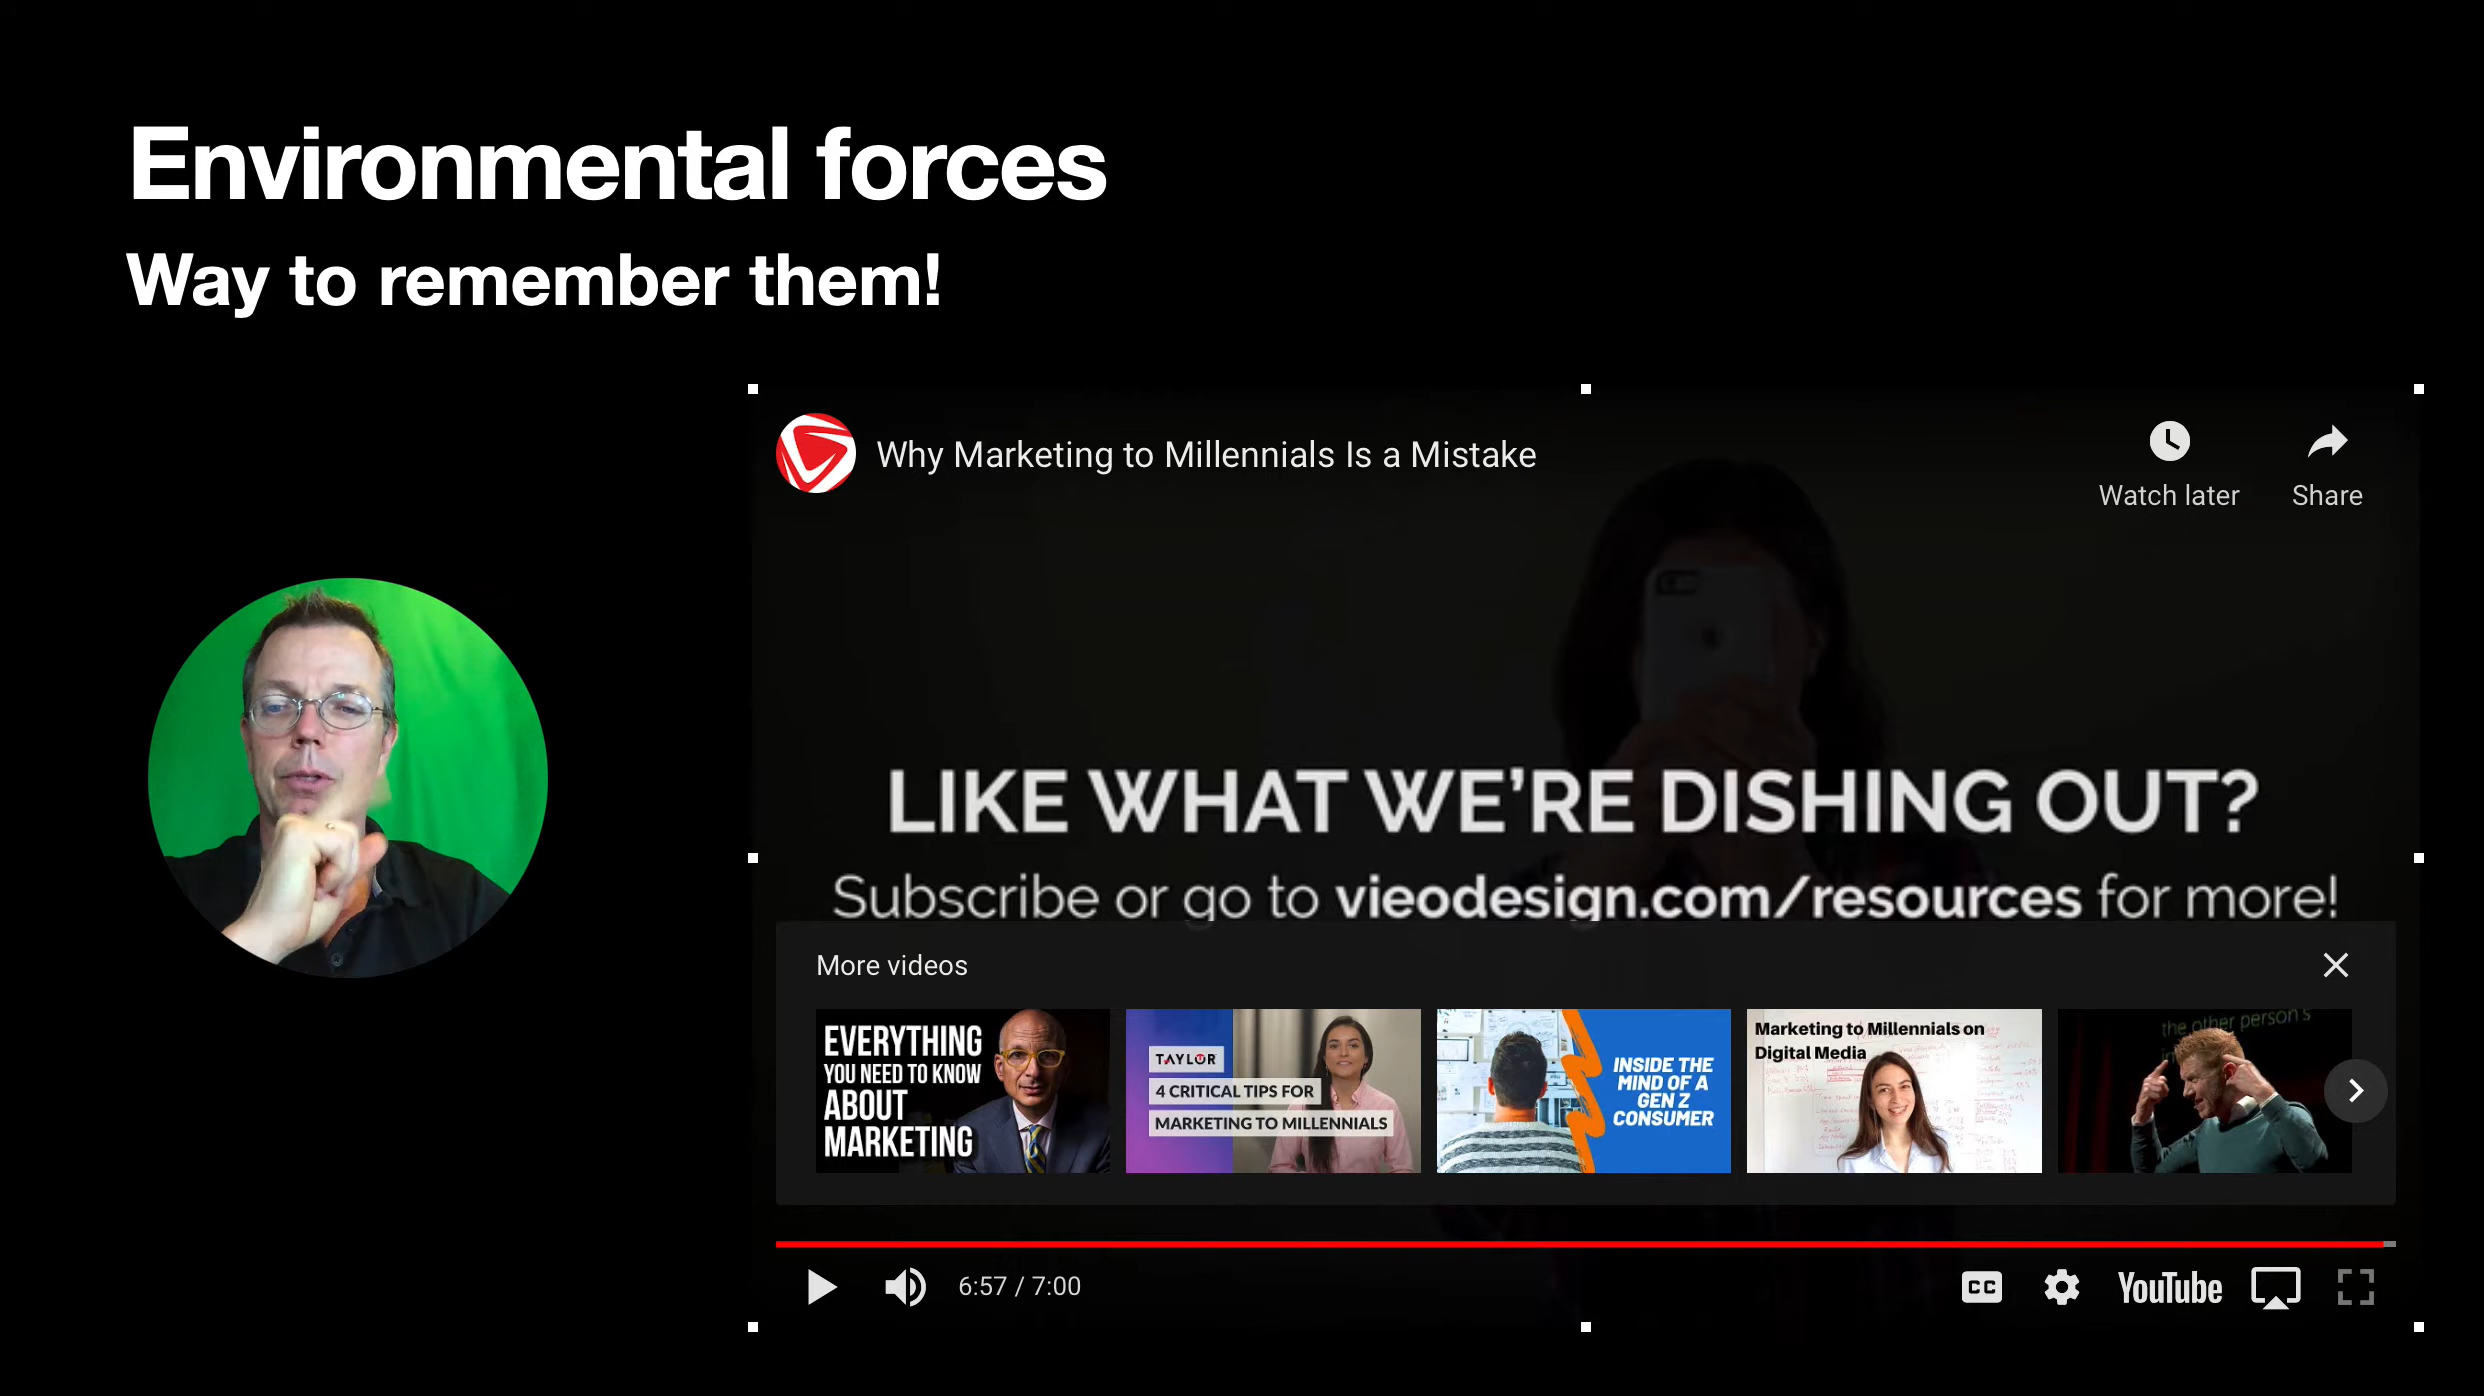 Environmental forces
Way to remember them!
Why Marketing to Millennials Is a Mistake
Watch later
Share
LIKE WHAT WE'RE DISHING OUT?
Subscribe or go to vieodesign.com/resources for more!
More videos
EVERYTHING
YOU NEED TO KNOW
ABOUT
MARKETING
TAYLOR
4 CRITICAL TIPS FOR
MARKETING TO MILLENNIALS
INSIDE THE
MIND OF A
GEN Z
CONSUMER
Marketing to Millennials on
Digital Media
the other person's
6:57 / 7:00
CC
YouTube